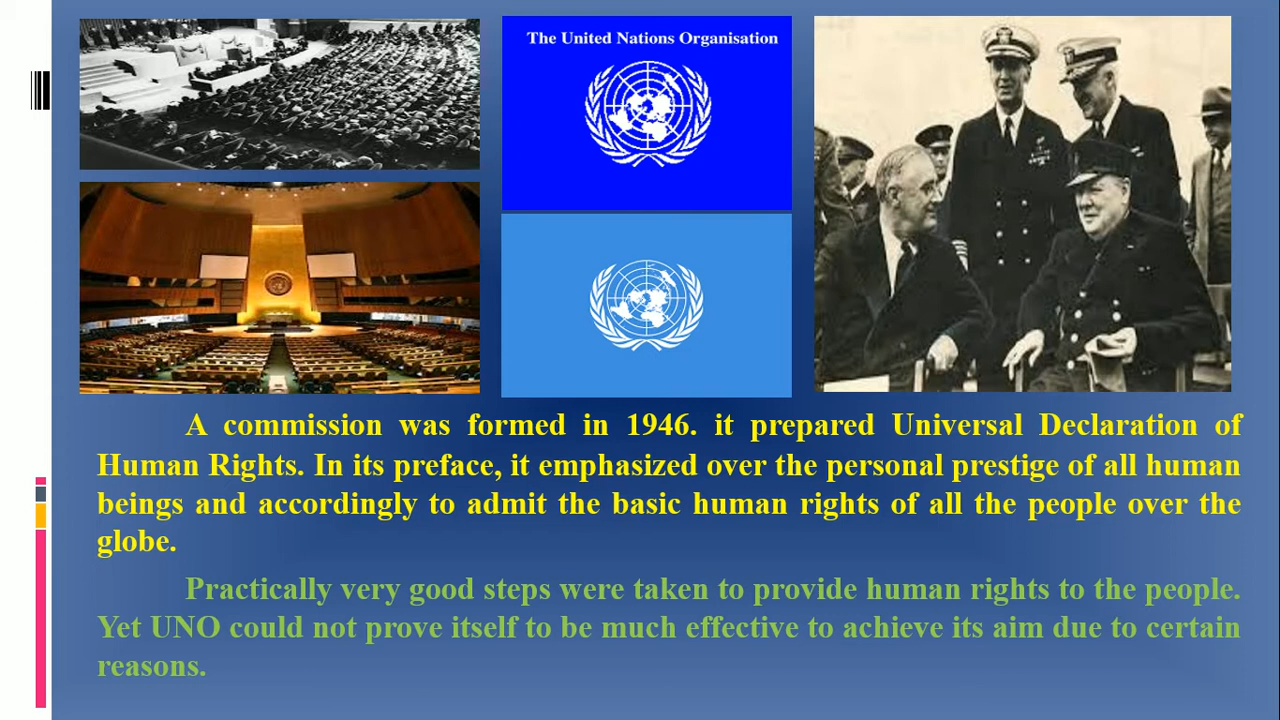 The United Nations Organisation
A commission was formed in 1946. it prepared Universal Declaration of
Human Rights. In its preface, it emphasized over the personal prestige of all human
beings and accordingly to admit the basic human rights of all the people over the
globe.
Practically very good steps were taken to provide human rights to the people.
Yet UNO could not prove itself to be much effective to achieve its aim due to certain
reasons.